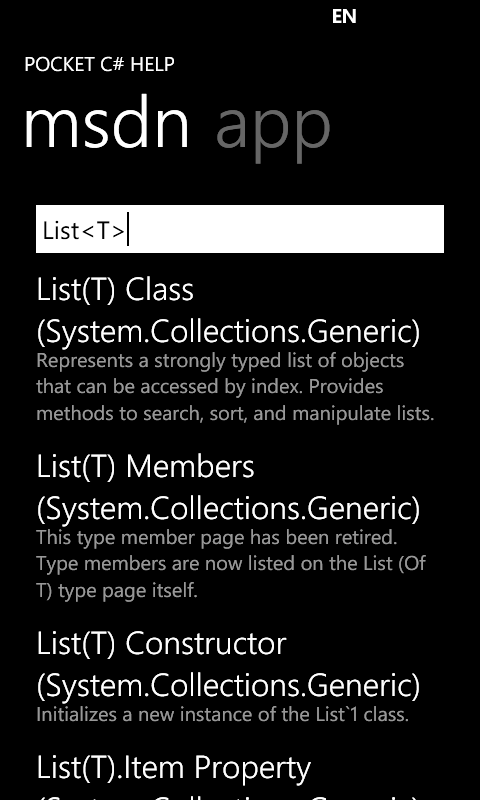 EN
POCKET C# HELP
msdn app
List<T>
List(T) Class
(System.Collections.Generic)
Represents a strongly typed list of objects
that can be accessed by index. Provides
methods to search, sort, and manipulate lists.
List(T) Members
(System.Collections.Generic)
This type member page has been retired.
Type members are now listed on the List (Of
T) type page itself.
List(T) Constructor
(System.Collections.Generic)
Initializes a new instance of the List`1 class.
List(T).Item Property
(System.Collections.Generic)